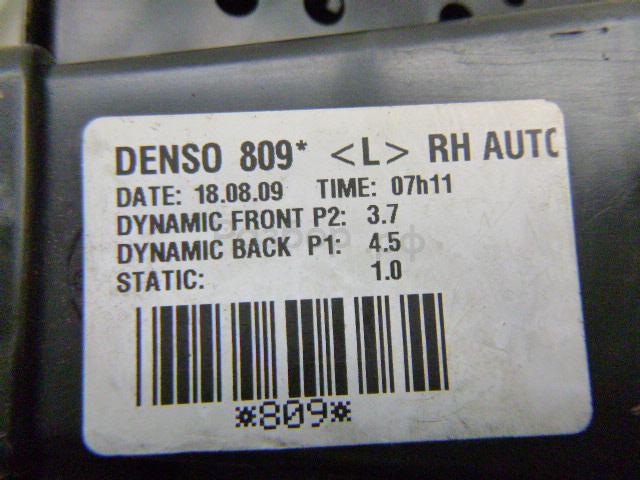 DENSO 809* <L> RH AUTO
DATE: 18.08.09 TIME: 07h11
DYNAMIC FRONT P2: 3.7
DYNAMIC BACK P1: 4.5
STATIC: 1.0
*809*